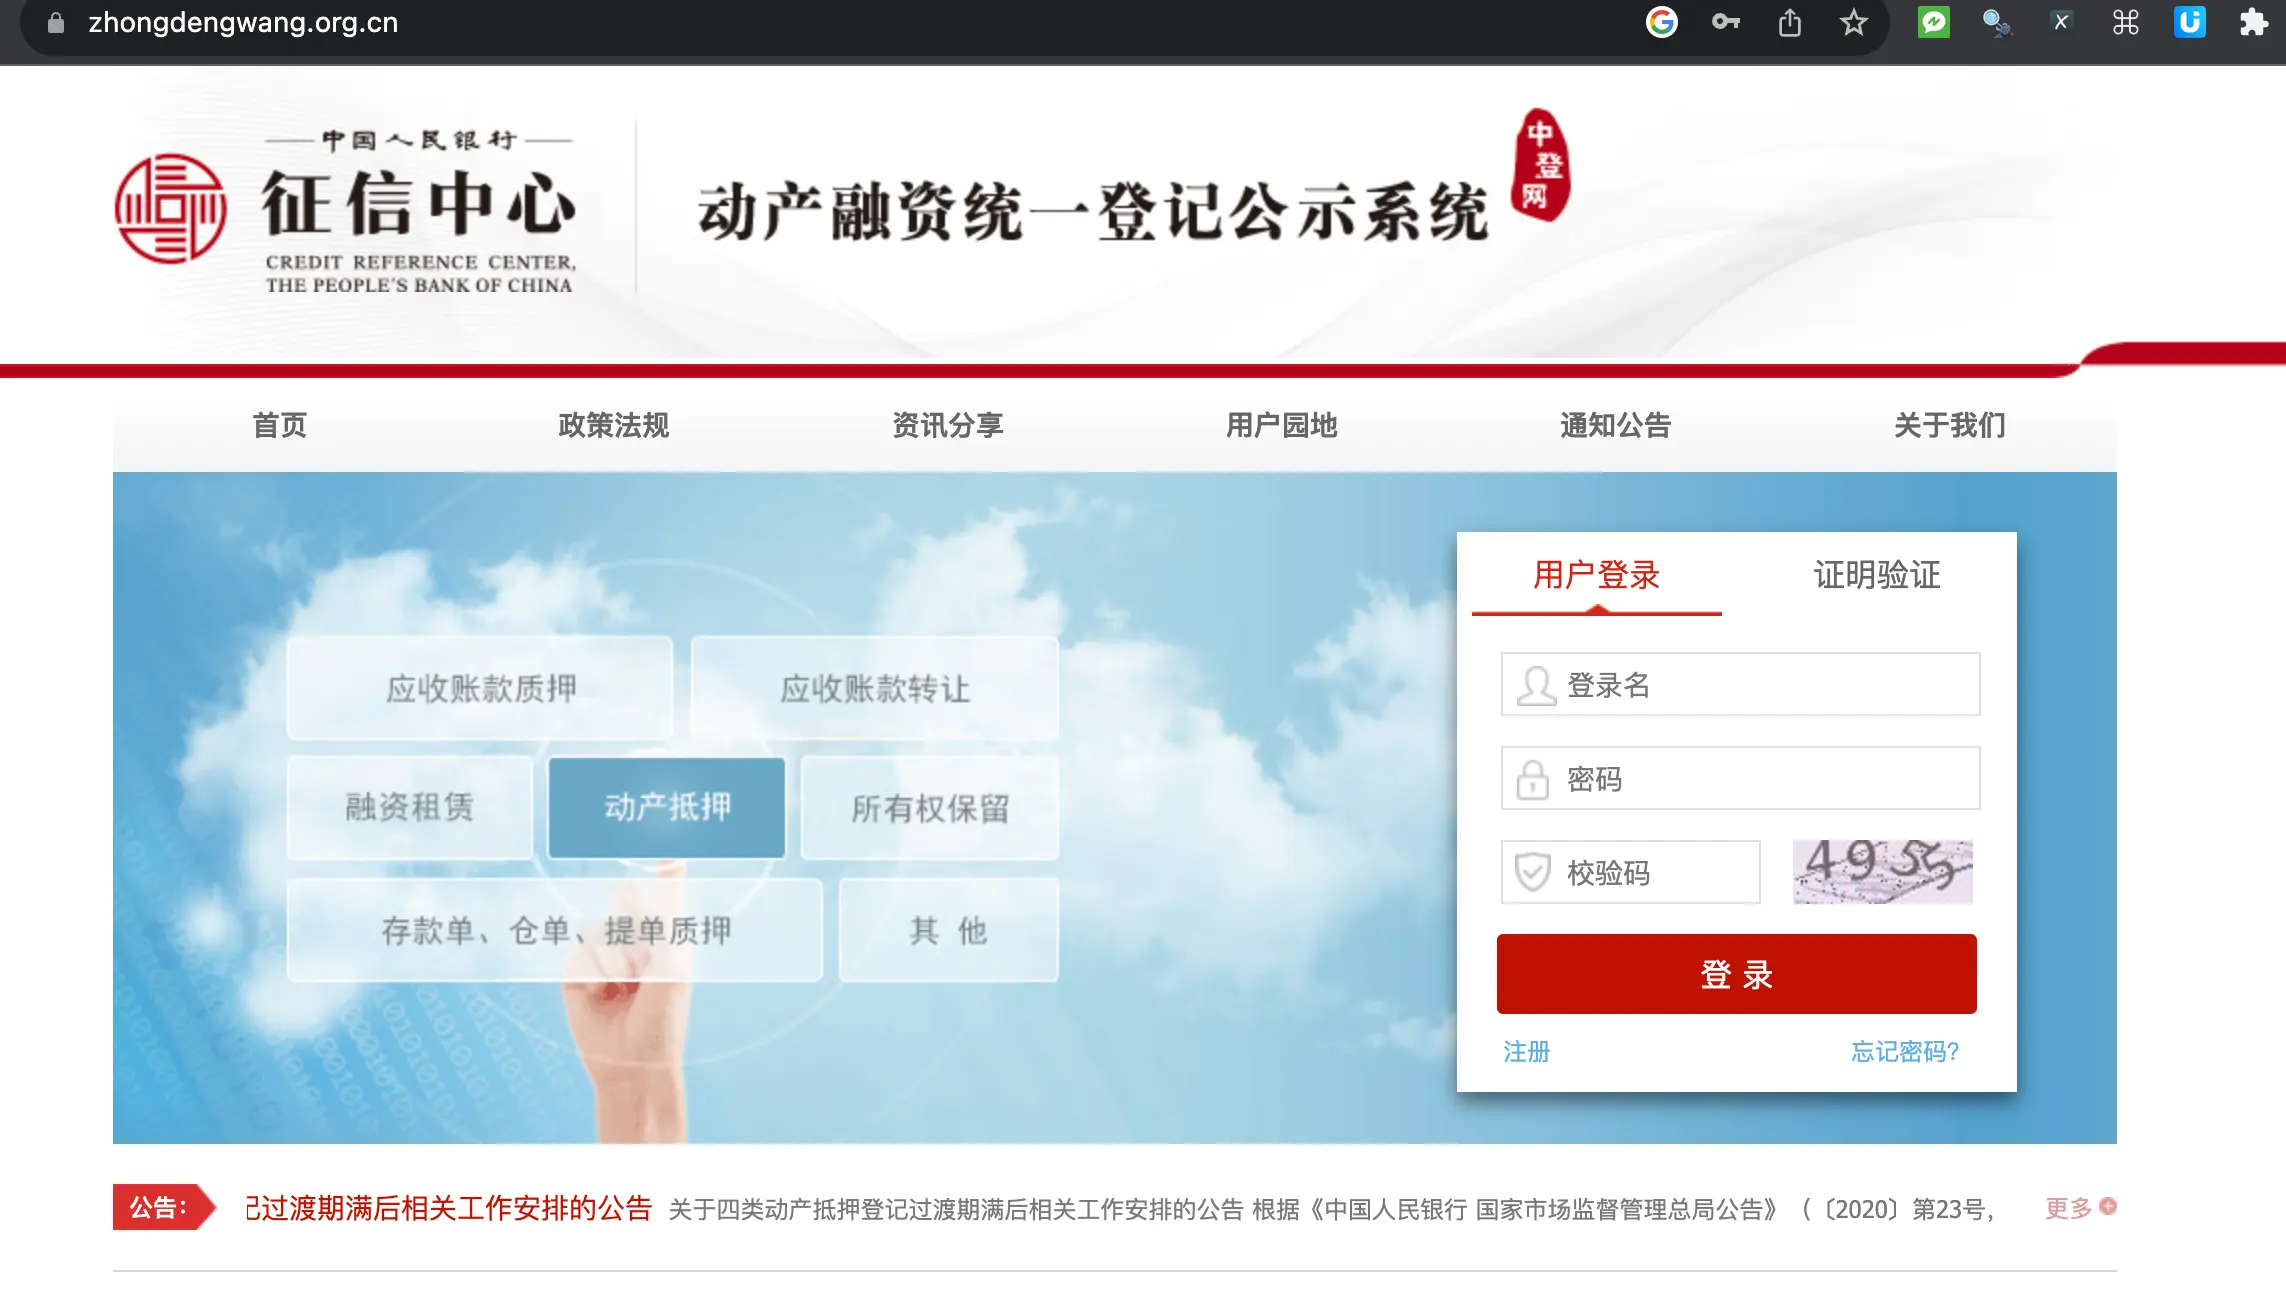 zhongdengwang.org.cn
中国人民银行
征信中心
CREDIT REFERENCE CENTER,
THE PEOPLE'S BANK OF CHINA
动产融资统一登记公示系统
中登网
首页 政策法规 资讯分享 用户园地 通知公告 关于我们
用户登录 证明验证
应收账款质押 应收账款转让
融资租赁 动产抵押 所有权保留
存款单、仓单、提单质押 其 他
登录名
密码
校验码 4955
登 录
注册 忘记密码?
公告： 记过渡期满后相关工作安排的公告 关于四类动产抵押登记过渡期满后相关工作安排的公告 根据《中国人民银行 国家市场监督管理总局公告》（〔2020〕第23号， 更多